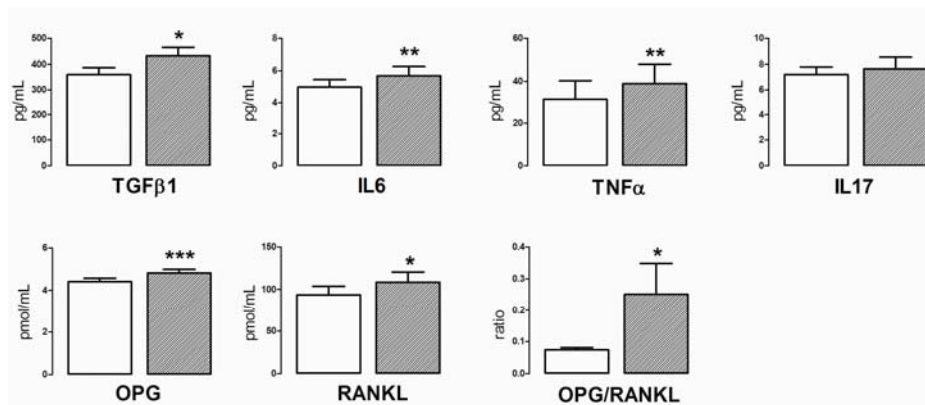 500
400
300
200
100
0
pg/mL
*
TGFβ1
8
6
4
2
0
pg/mL
**
IL6
60
40
20
0
pg/mL
**
TNFα
8
6
4
2
0
pg/mL
IL17
6
4
2
0
pmol/mL
***
OPG
150
100
50
0
pmol/mL
*
RANKL
0.4
0.3
0.2
0.1
0.0
ratio
*
OPG/RANKL